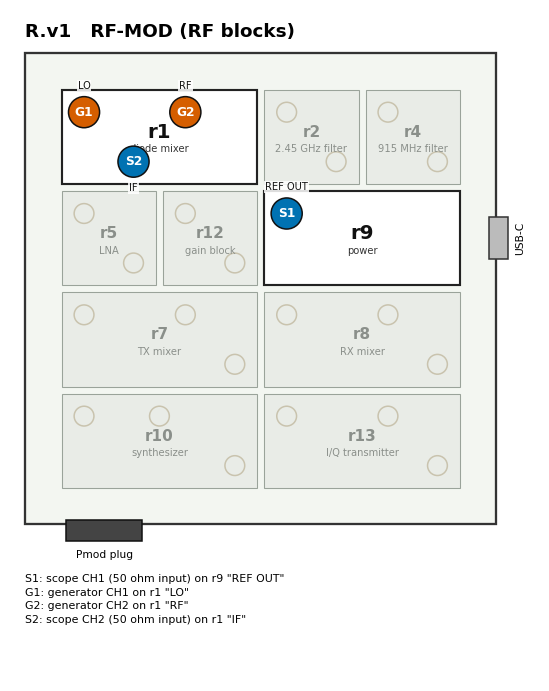 R.v1 RF-MOD (RF blocks)
LO
RF
G1
G2
r1
diode mixer
S2
IF
r2
2.45 GHz filter
r4
915 MHz filter
r5
LNA
r12
gain block
REF OUT
S1
r9
power
USB-C
r7
TX mixer
r8
RX mixer
r10
synthesizer
r13
I/Q transmitter
Pmod plug
S1: scope CH1 (50 ohm input) on r9 "REF OUT"
G1: generator CH1 on r1 "LO"
G2: generator CH2 on r1 "RF"
S2: scope CH2 (50 ohm input) on r1 "IF"